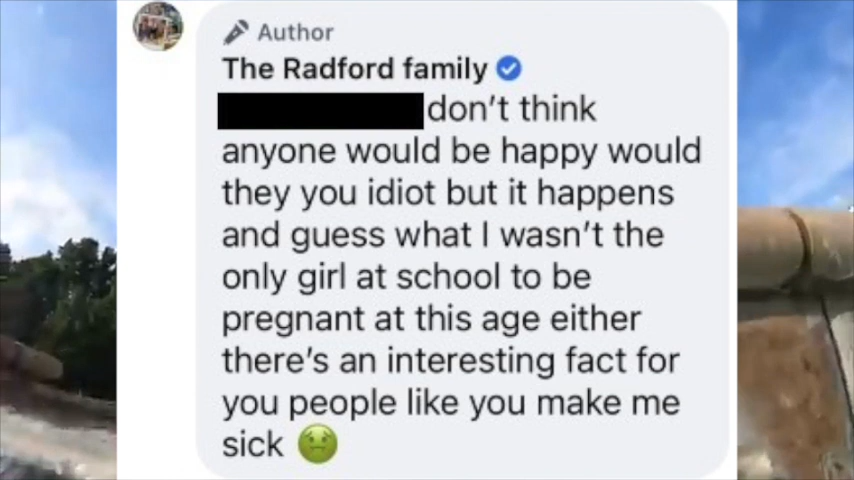 Author
The Radford family
don't think
anyone would be happy would
they you idiot but it happens
and guess what I wasn't the
only girl at school to be
pregnant at this age either
there's an interesting fact for
you people like you make me
sick 🤢